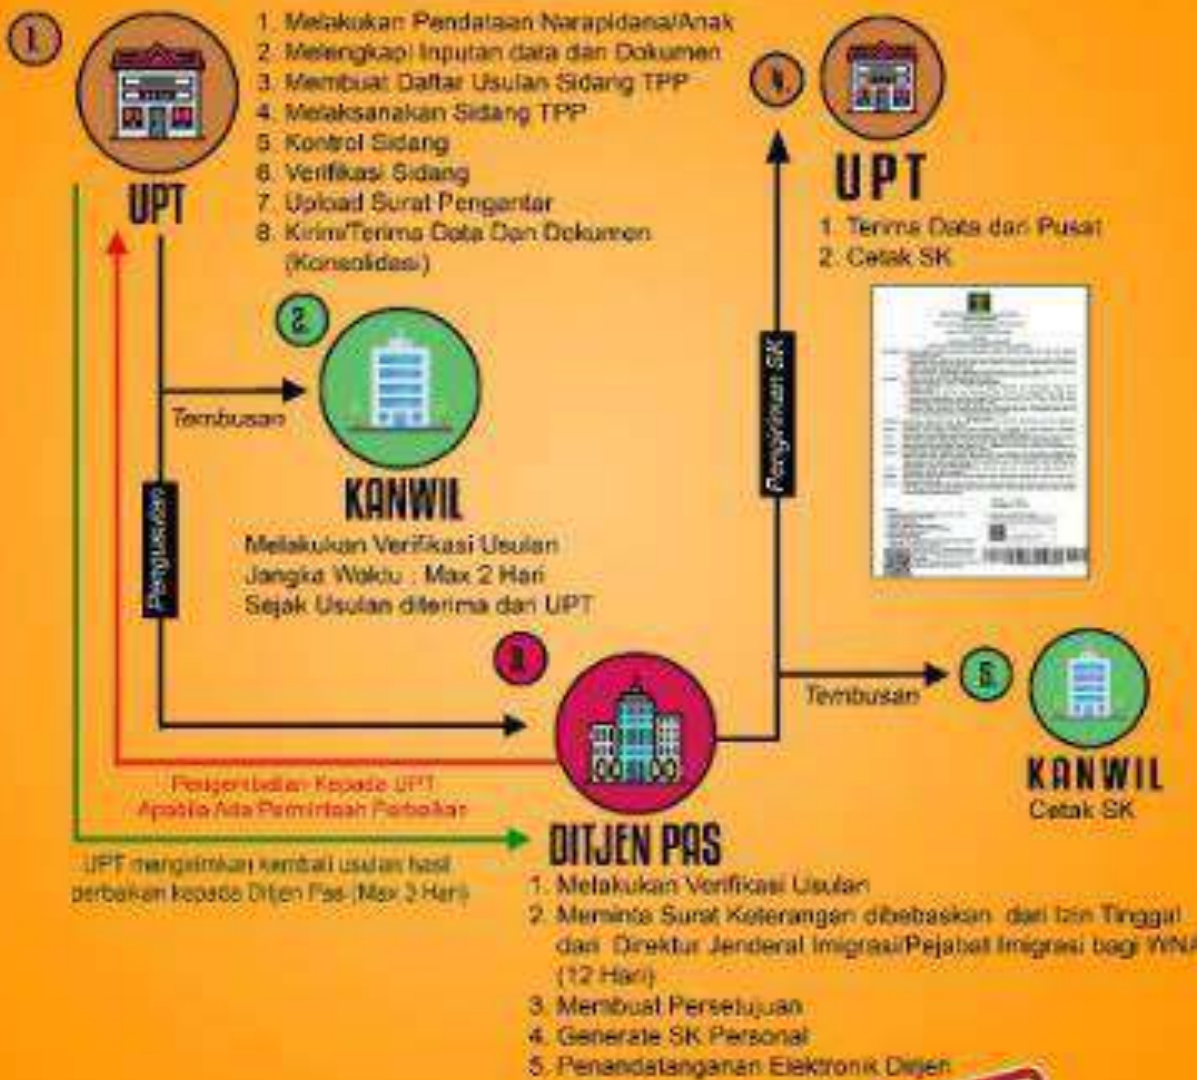 1.
UPT
1. Melakukan Pendataan Narapidana/Anak
2. Melengkapi Inputan data dan Dokumen
3. Membuat Daftar Usulan Sidang TPP
4. Melaksanakan Sidang TPP
5. Kontrol Sidang
6. Verifikasi Sidang
7. Upload Surat Pengantar
8. Kirim/Terima Data Dan Dokumen
(Konsolidasi)
2.
Tembusan
KANWIL
Melakukan Verifikasi Usulan
Jangka Waktu : Max 2 Hari
Sejak Usulan diterima dari UPT
Pengusulan
3.
DITJEN PAS
1. Melakukan Verifikasi Usulan
2. Meminta Surat Keterangan dibebaskan dari Izin Tinggal
dari Direktur Jenderal Imigrasi/Pejabat Imigrasi bagi WNA
(12 Hari)
3. Membuat Persetujuan
4. Generate SK Personal
5. Penandatanganan Elektronik Dirjen
Pengembalian Kepada UPT
Apabila Ada Permintaan Perbaikan
UPT mengirimkan kembali usulan hasil
perbaikan kepada Ditjen Pas (Max 3 Hari)
Pengiriman SK
4.
UPT
1. Terima Data dari Pusat
2. Cetak SK
Tembusan
5.
KANWIL
Cetak SK